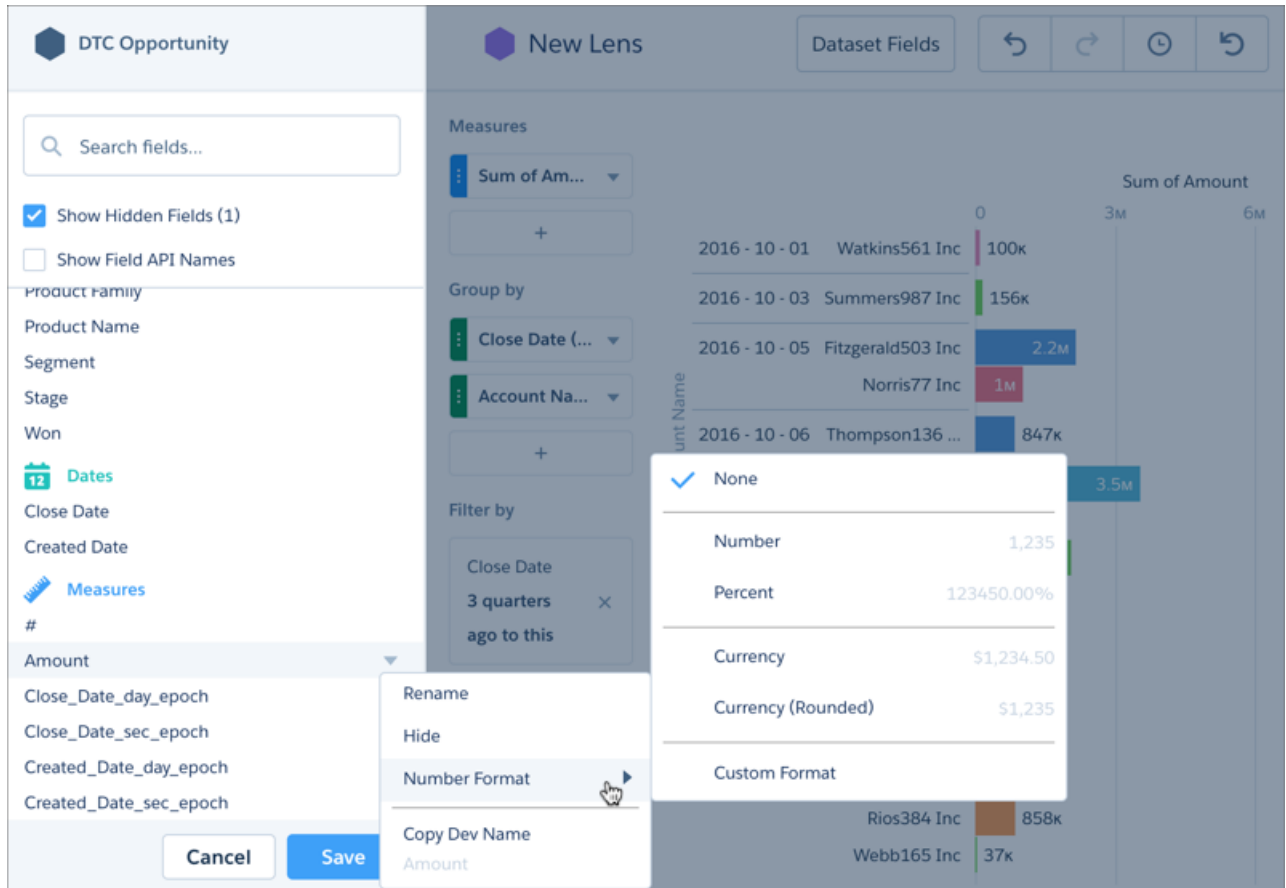 DTC Opportunity
New Lens
Dataset Fields
Search fields...
Show Hidden Fields (1)
Show Field API Names
Product Family
Product Name
Segment
Stage
Won
12
Dates
Close Date
Created Date
Measures
#
Amount
Close_Date_day_epoch
Close_Date_sec_epoch
Created_Date_day_epoch
Created_Date_sec_epoch
Cancel
Save
Rename
Hide
Number Format
Copy Dev Name
Amount
Measures
Sum of Am...
+
Group by
Close Date (...
Account Na...
+
Filter by
Close Date
3 quarters
ago to this
None
Number 1,235
Percent 123450.00%
Currency $1,234.50
Currency (Rounded) $1,235
Custom Format
Sum of Amount
0 3M 6M
2016 - 10 - 01 Watkins561 Inc 100K
2016 - 10 - 03 Summers987 Inc 156K
2016 - 10 - 05 Fitzgerald503 Inc 2.2M
Norris77 Inc 1M
2016 - 10 - 06 Thompson136 ... 847K
3.5M
Rios384 Inc 858K
Webb165 Inc 37K
Name